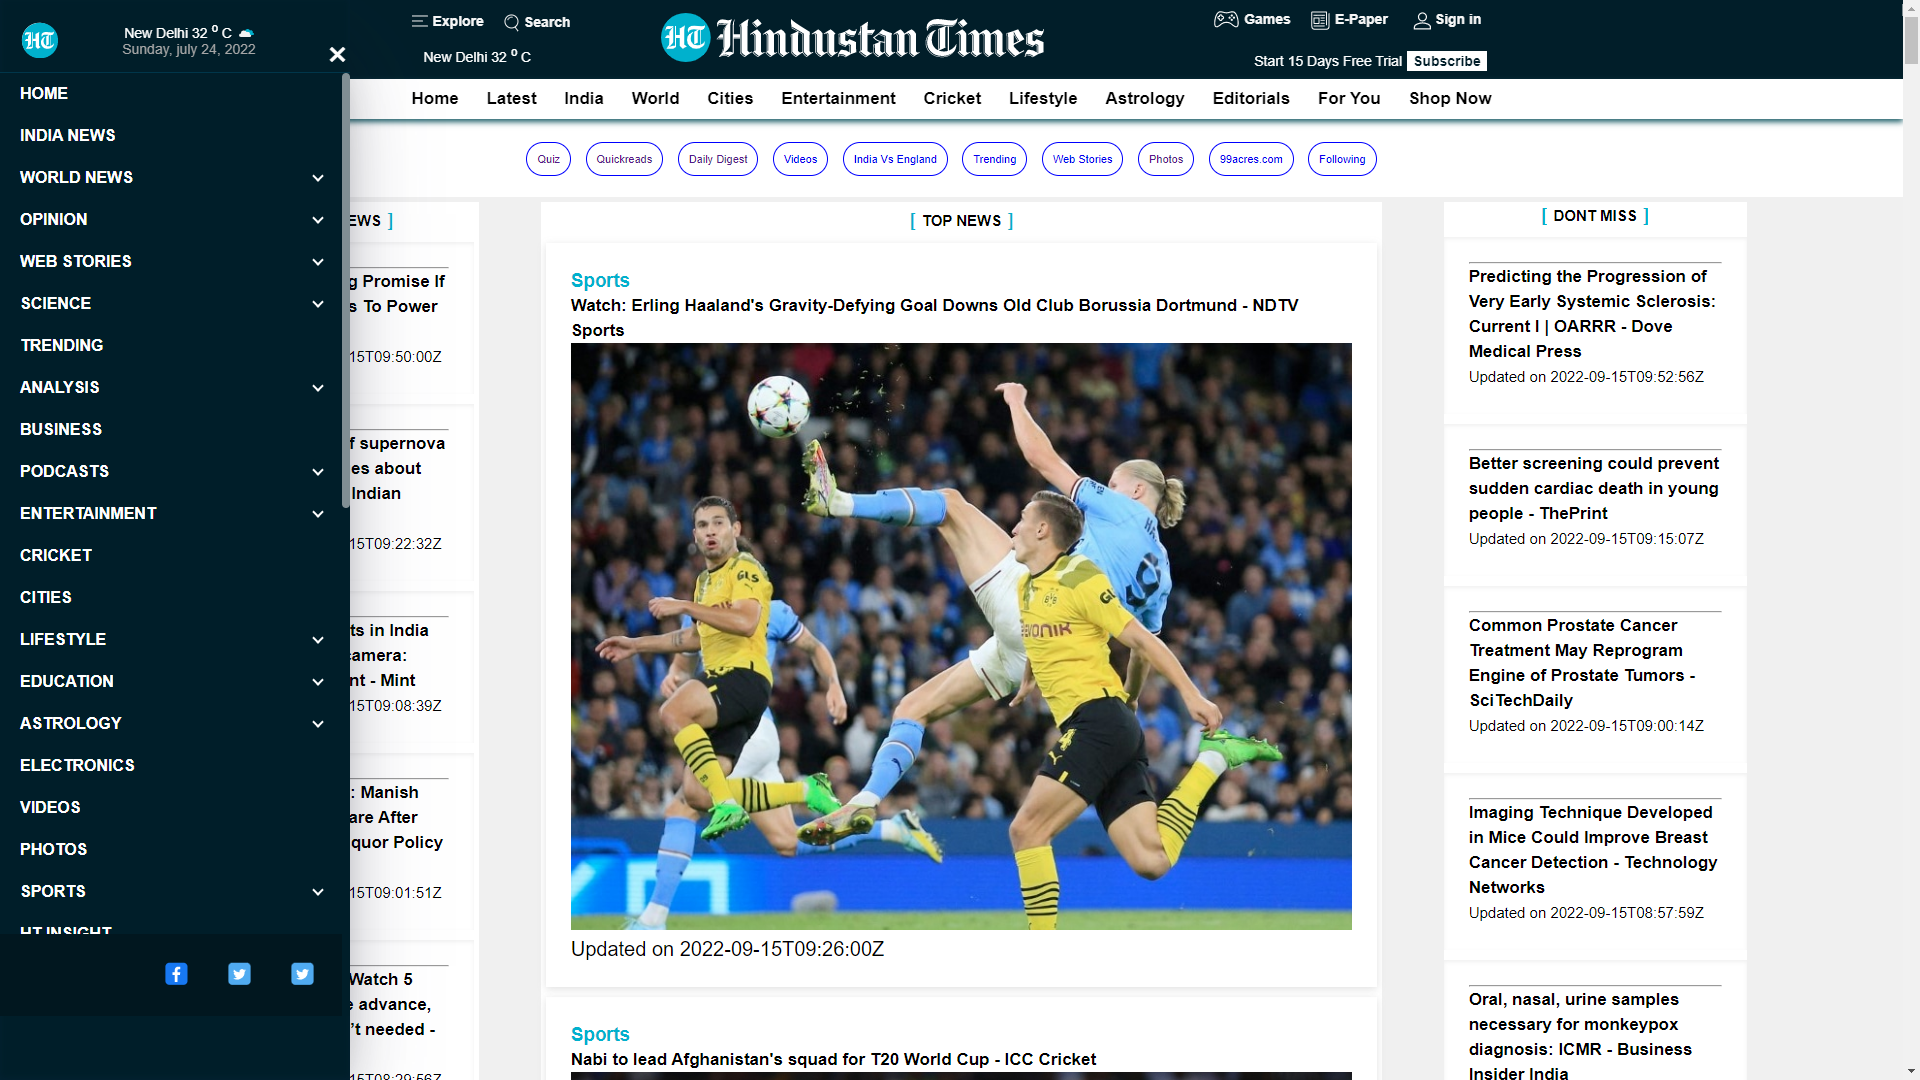 HT
New Delhi 32 ⁰ C
Sunday, july 24, 2022
HOME
INDIA NEWS
WORLD NEWS
OPINION
WEB STORIES
SCIENCE
TRENDING
ANALYSIS
BUSINESS
PODCASTS
ENTERTAINMENT
CRICKET
CITIES
LIFESTYLE
EDUCATION
ASTROLOGY
ELECTRONICS
VIDEOS
PHOTOS
SPORTS
HT INSIGHT
Explore
Search
New Delhi 32 ⁰ C
HT Hindustan Times
Games
E-Paper
Sign in
Start 15 Days Free Trial Subscribe
Home Latest India World Cities Entertainment Cricket Lifestyle Astrology Editorials For You Shop Now
Quiz Quickreads Daily Digest Videos India Vs England Trending Web Stories Photos 99acres.com Following
EWS ]
g Promise If
s To Power
15T09:50:00Z
f supernova
es about
Indian
15T09:22:32Z
ts in India
camera:
nt - Mint
15T09:08:39Z
: Manish
are After
quor Policy
15T09:01:51Z
Watch 5
e advance,
't needed -
15T08:29:56Z
[ TOP NEWS ]
Sports
Watch: Erling Haaland's Gravity-Defying Goal Downs Old Club Borussia Dortmund - NDTV
Sports
GLS
9
EVONIK
GL
4
Updated on 2022-09-15T09:26:00Z
Sports
Nabi to lead Afghanistan's squad for T20 World Cup - ICC Cricket
[ DONT MISS ]
Predicting the Progression of
Very Early Systemic Sclerosis:
Current I | OARRR - Dove
Medical Press
Updated on 2022-09-15T09:52:56Z
Better screening could prevent
sudden cardiac death in young
people - ThePrint
Updated on 2022-09-15T09:15:07Z
Common Prostate Cancer
Treatment May Reprogram
Engine of Prostate Tumors -
SciTechDaily
Updated on 2022-09-15T09:00:14Z
Imaging Technique Developed
in Mice Could Improve Breast
Cancer Detection - Technology
Networks
Updated on 2022-09-15T08:57:59Z
Oral, nasal, urine samples
necessary for monkeypox
diagnosis: ICMR - Business
Insider India